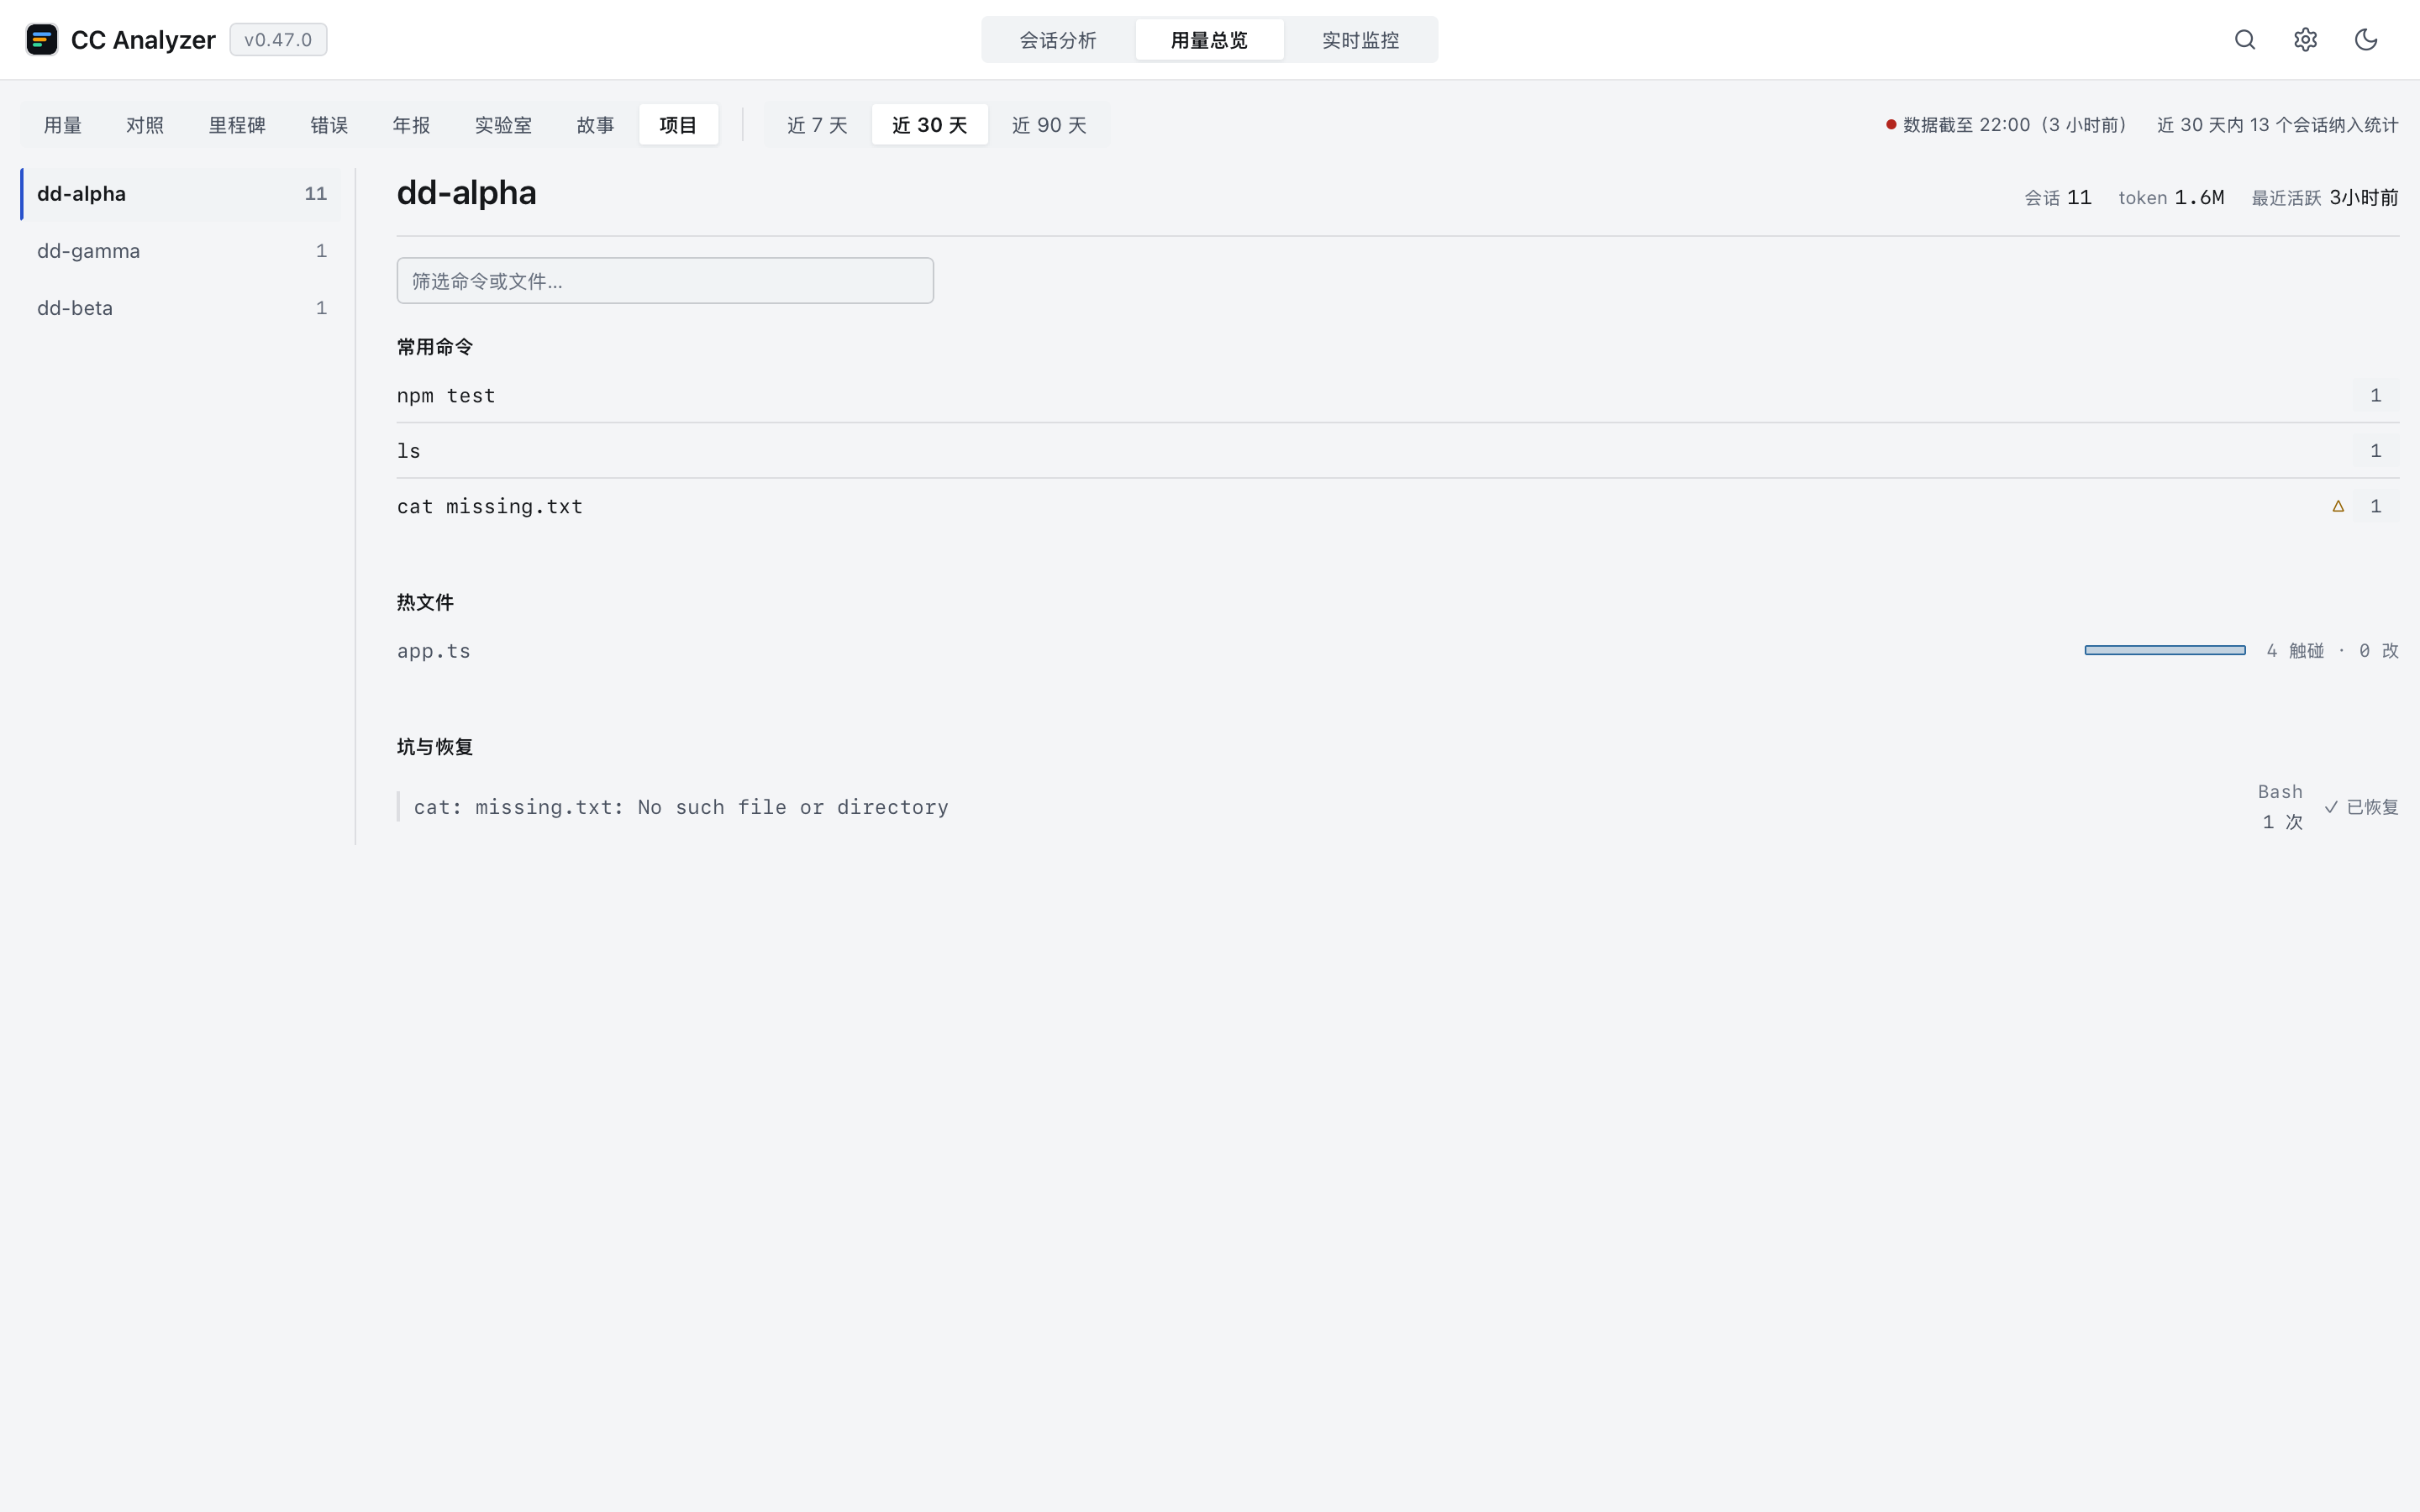 CC Analyzer v0.47.0 会话分析 用量总览 实时监控
用量 对照 里程碑 错误 年报 实验室 故事 项目 近 7 天 近 30 天 近 90 天 数据截至 22:00（3 小时前） 近 30 天内 13 个会话纳入统计
dd-alpha 11
dd-gamma 1
dd-beta 1
dd-alpha 会话 11 token 1.6M 最近活跃 3小时前
筛选命令或文件...
常用命令
npm test 1
ls 1
cat missing.txt △ 1
热文件
app.ts 4 触碰 · 0 改
坑与恢复
cat: missing.txt: No such file or directory Bash 1 次 ✓ 已恢复